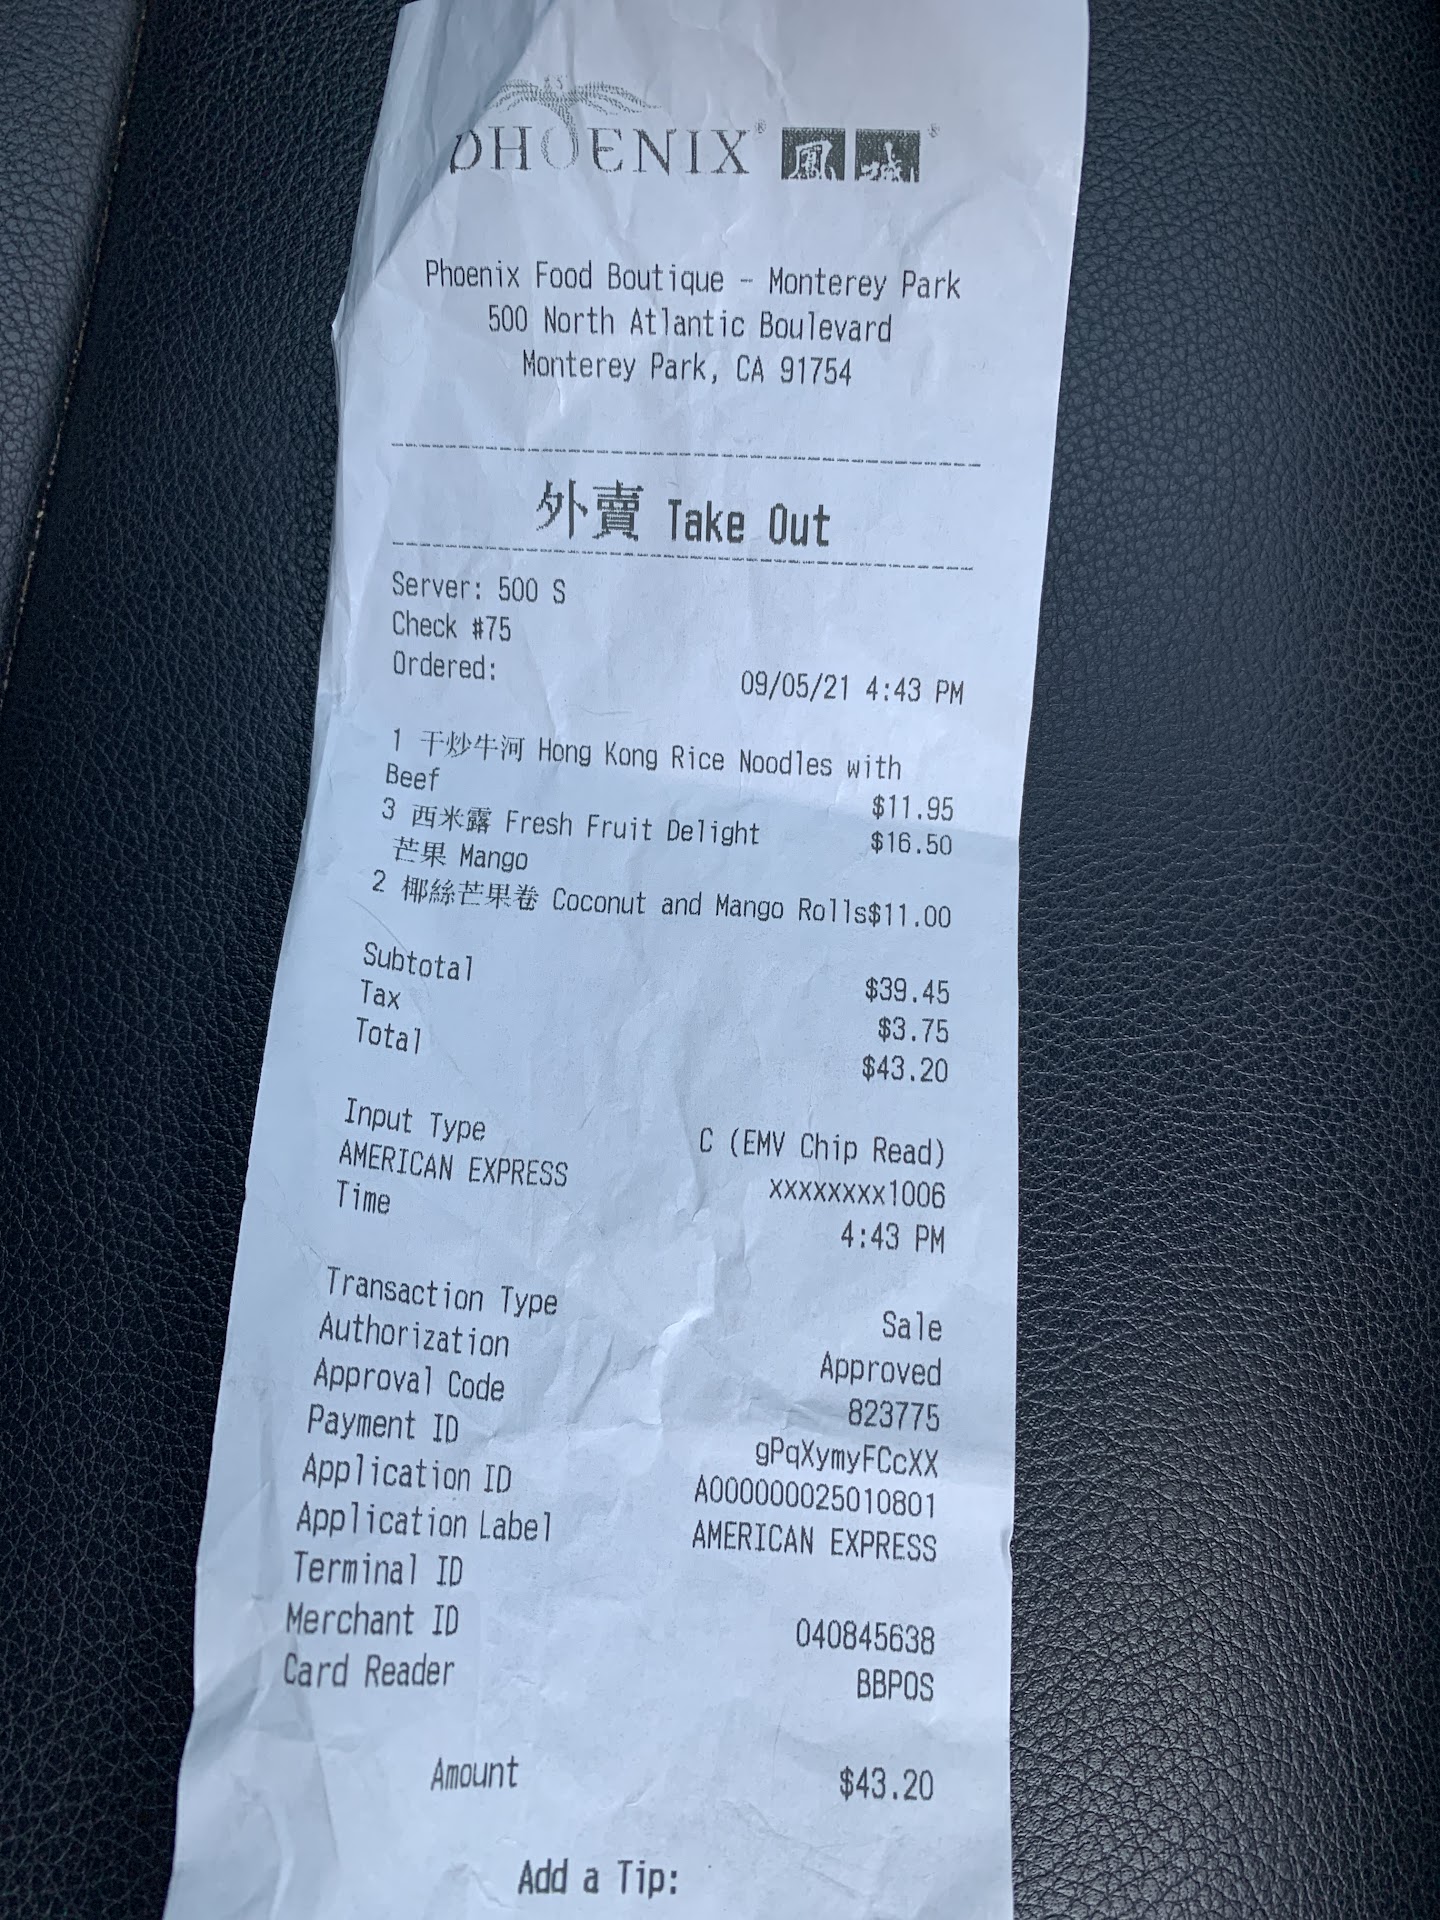 PHOENIX® 鳳城®
Phoenix Food Boutique - Monterey Park
500 North Atlantic Boulevard
Monterey Park, CA 91754
外賣 Take Out
Server: 500 S
Check #75
Ordered: 09/05/21 4:43 PM
1 干炒牛河 Hong Kong Rice Noodles with
Beef $11.95
3 西米露 Fresh Fruit Delight $16.50
芒果 Mango
2 椰絲芒果卷 Coconut and Mango Rolls$11.00
Subtotal $39.45
Tax $3.75
Total $43.20
Input Type C (EMV Chip Read)
AMERICAN EXPRESS xxxxxxxx1006
Time 4:43 PM
Transaction Type Sale
Authorization Approved
Approval Code 823775
Payment ID gPqXymyFCcXX
Application ID A000000025010801
Application Label AMERICAN EXPRESS
Terminal ID
Merchant ID 040845638
Card Reader BBPOS
Amount $43.20
Add a Tip: